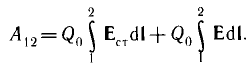 A₁₂ = Q₀ ∫₁² E_ст dl + Q₀ ∫₁² E dl.